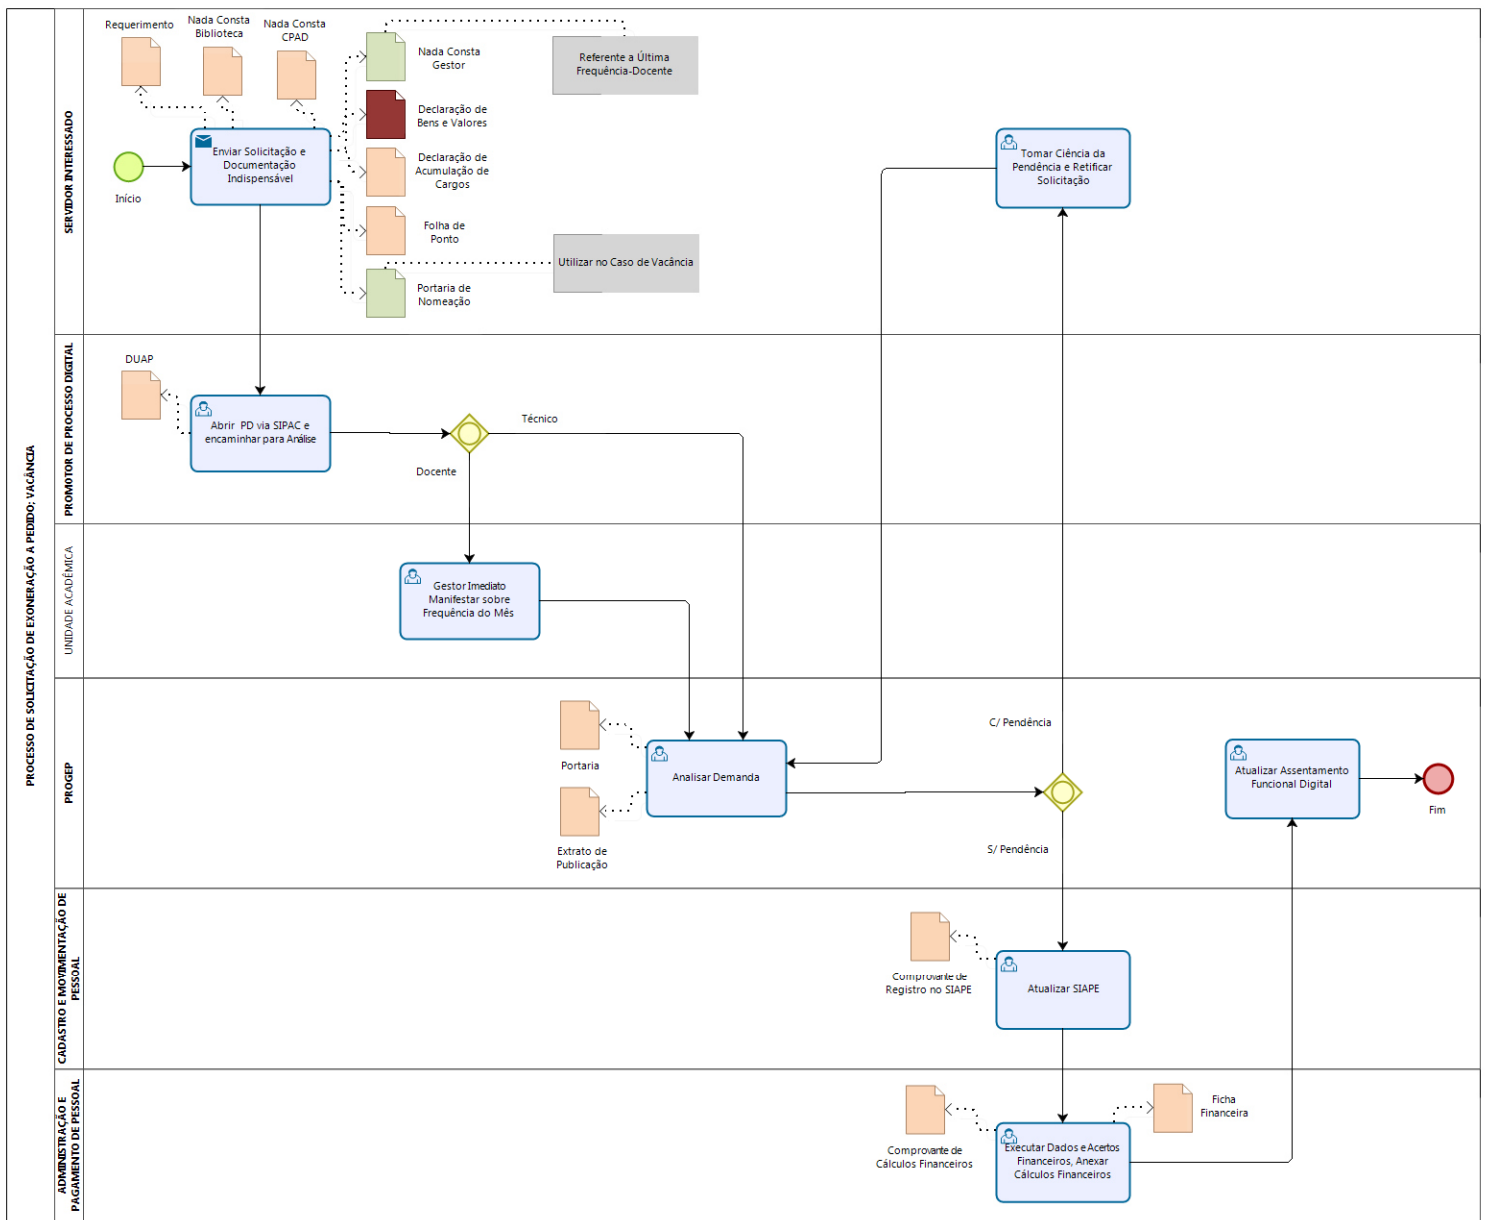 PROCESSO DE SOLICITAÇÃO DE EXONERAÇÃO A PEDIDO; VACÂNCIA
SERVIDOR INTERESSADO
Requerimento
Nada Consta
Biblioteca
Nada Consta
CPAD
Nada Consta
Gestor
Referente a Última
Frequência-Docente
Declaração de
Bens e Valores
Início
Enviar Solicitação e
Documentação
Indispensável
Declaração de
Acumulação de
Cargos
Folha de
Ponto
Utilizar no Caso de Vacância
Portaria de
Nomeação
Tomar Ciência da
Pendência e Retificar
Solicitação
PROMOTOR DE PROCESSO DIGITAL
DUAP
Abrir PD via SIPAC e
encaminhar para Análise
Técnico
Docente
UNIDADE ACADÊMICA
Gestor Imediato
Manifestar sobre
Frequência do Mês
PROGEP
Portaria
Extrato de
Publicação
Analisar Demanda
C/ Pendência
S/ Pendência
Atualizar Assentamento
Funcional Digital
Fim
CADASTRO E MOVIMENTAÇÃO DE
PESSOAL
Comprovante de
Registro no SIAPE
Atualizar SIAPE
ADMINISTRAÇÃO E
PAGAMENTO DE PESSOAL
Comprovante de
Cálculos Financeiros
Executar Dados e Acertos
Financeiros, Anexar
Cálculos Financeiros
Ficha
Financeira